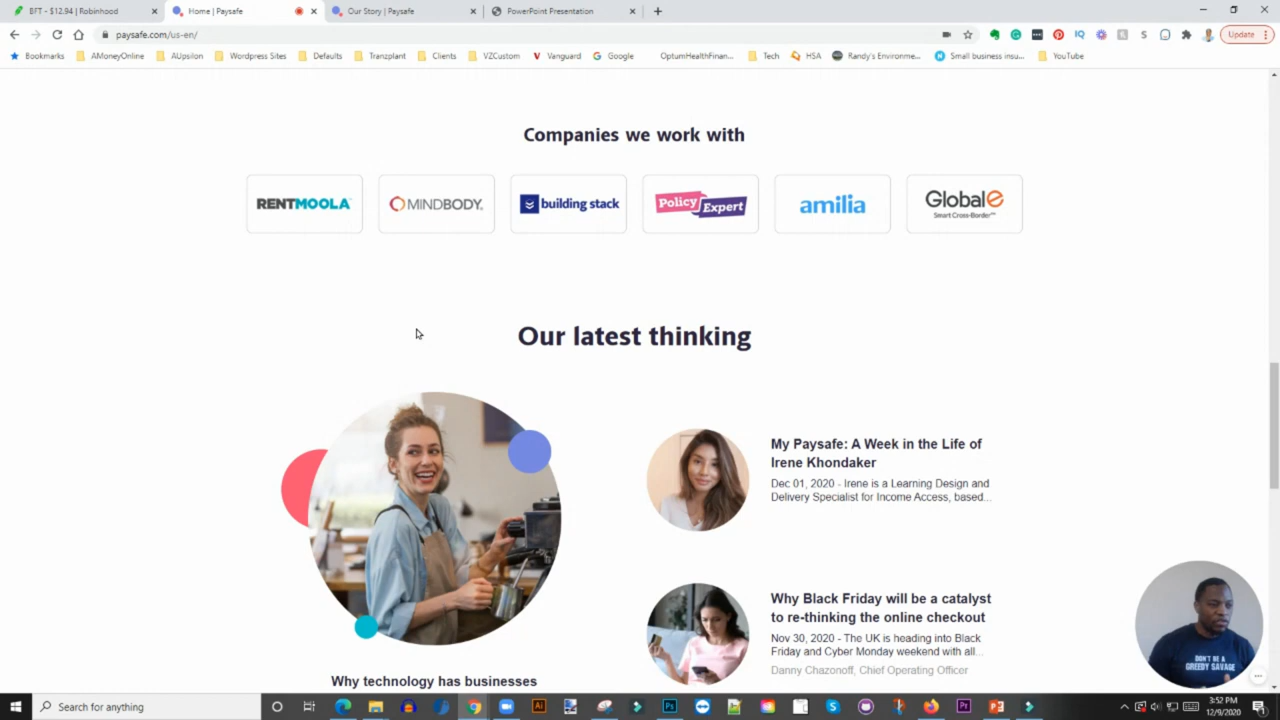 BFT - $12.94 | Robinhood
Home | Paysafe
Our Story | Paysafe
PowerPoint Presentation
paysafe.com/us-en/
Update
Bookmarks
AMoneyOnline
AUpsilon
Wordpress Sites
Defaults
Tranzplant
Clients
VZCustom
Vanguard
Google
OptumHealthFinan...
Tech
HSA
Randy's Environme...
Small business insu...
YouTube
Companies we work with
RENTMOOLA
MINDBODY
building stack
Policy Expert
amilia
Globale
Smart Cross-Border™
Our latest thinking
My Paysafe: A Week in the Life of
Irene Khondaker
Dec 01, 2020 - Irene is a Learning Design and
Delivery Specialist for Income Access, based...
Why Black Friday will be a catalyst
to re-thinking the online checkout
Nov 30, 2020 - The UK is heading into Black
Friday and Cyber Monday weekend with all...
Danny Chazonoff, Chief Operating Officer
Why technology has businesses
DON'T BE A
GREEDY SAVAGE
Search for anything
3:52 PM
12/9/2020